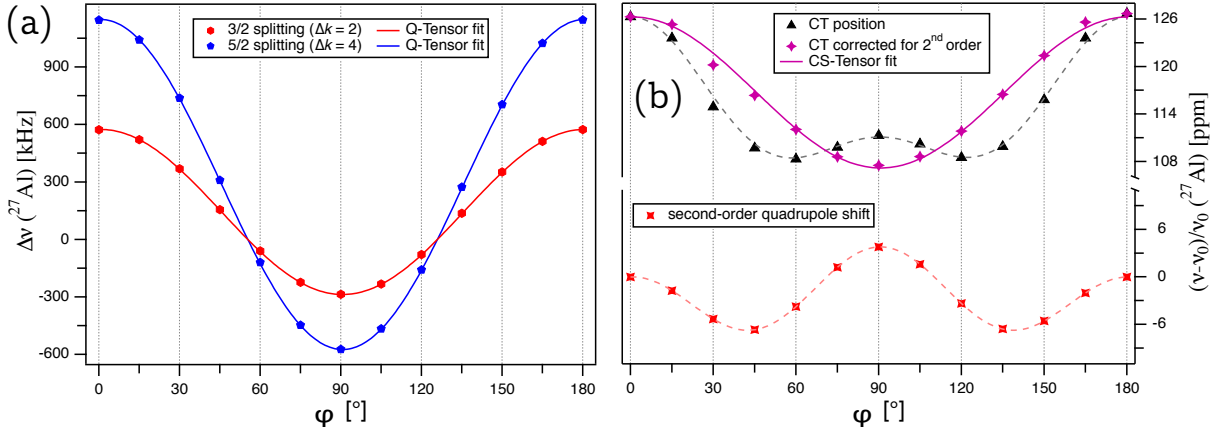 (a)
3/2 splitting (Δk = 2) Q-Tensor fit
5/2 splitting (Δk = 4) Q-Tensor fit
Δν (²⁷Al) [kHz]
900
600
300
0
-300
-600
0 30 60 90 120 150 180
φ [°]
(b)
CT position
CT corrected for 2ⁿᵈ order
CS-Tensor fit
second-order quadrupole shift
126
120
114
108
6
0
-6
(ν-ν₀)/ν₀ (²⁷Al) [ppm]
0 30 60 90 120 150 180
φ [°]